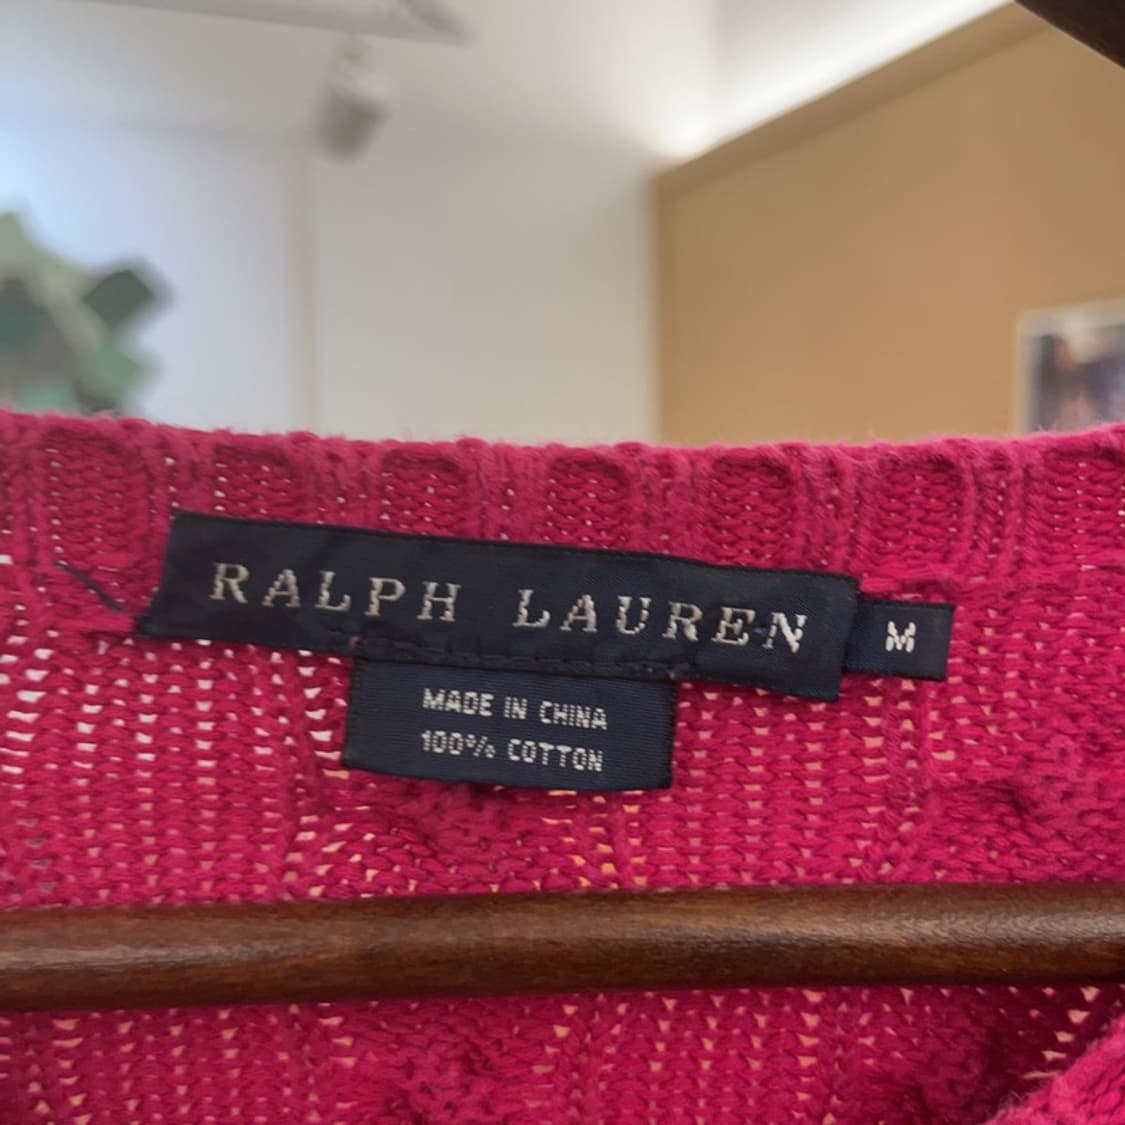 RALPH LAUREN
M
MADE IN CHINA
100% COTTON